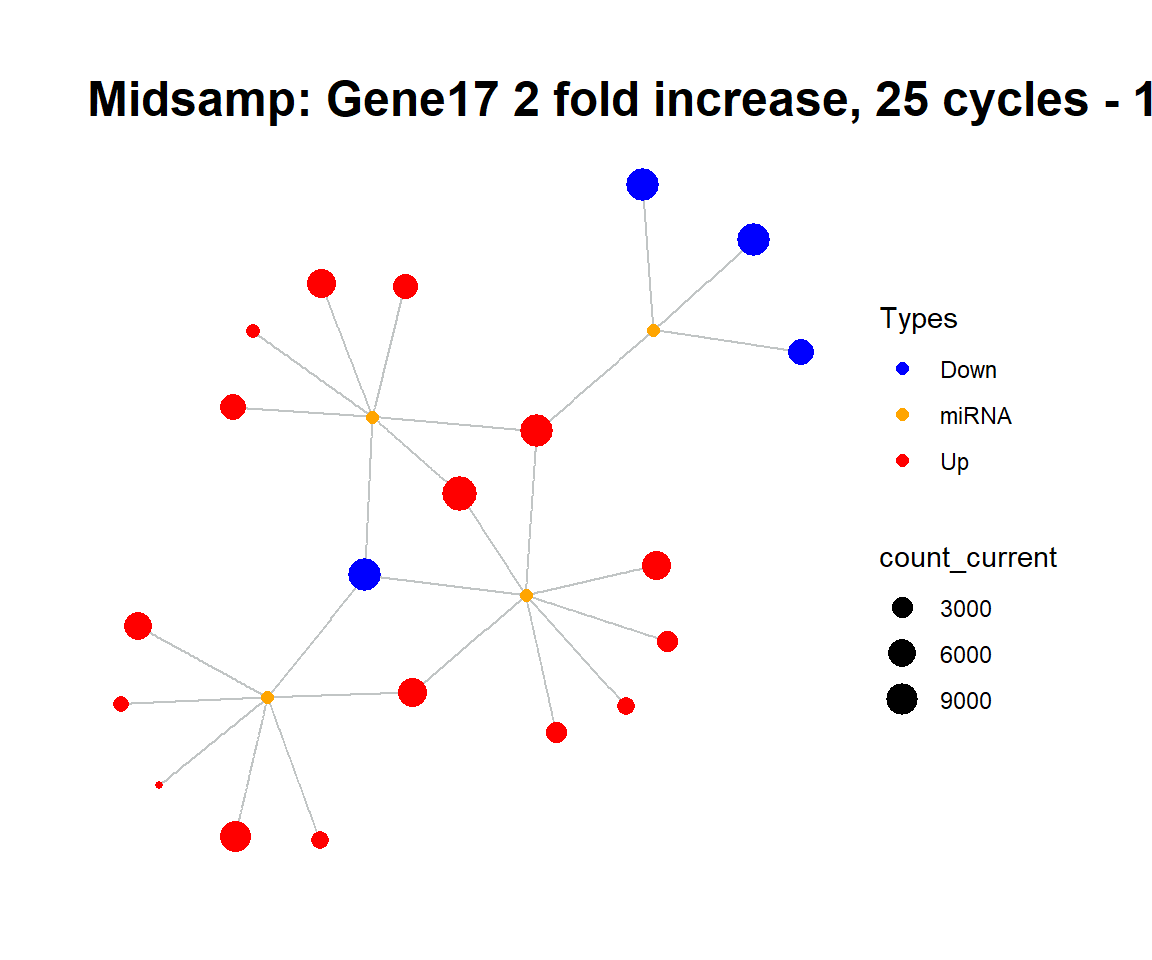 Midsamp: Gene17 2 fold increase, 25 cycles - 1
Types
Down
miRNA
Up
count_current
3000
6000
9000